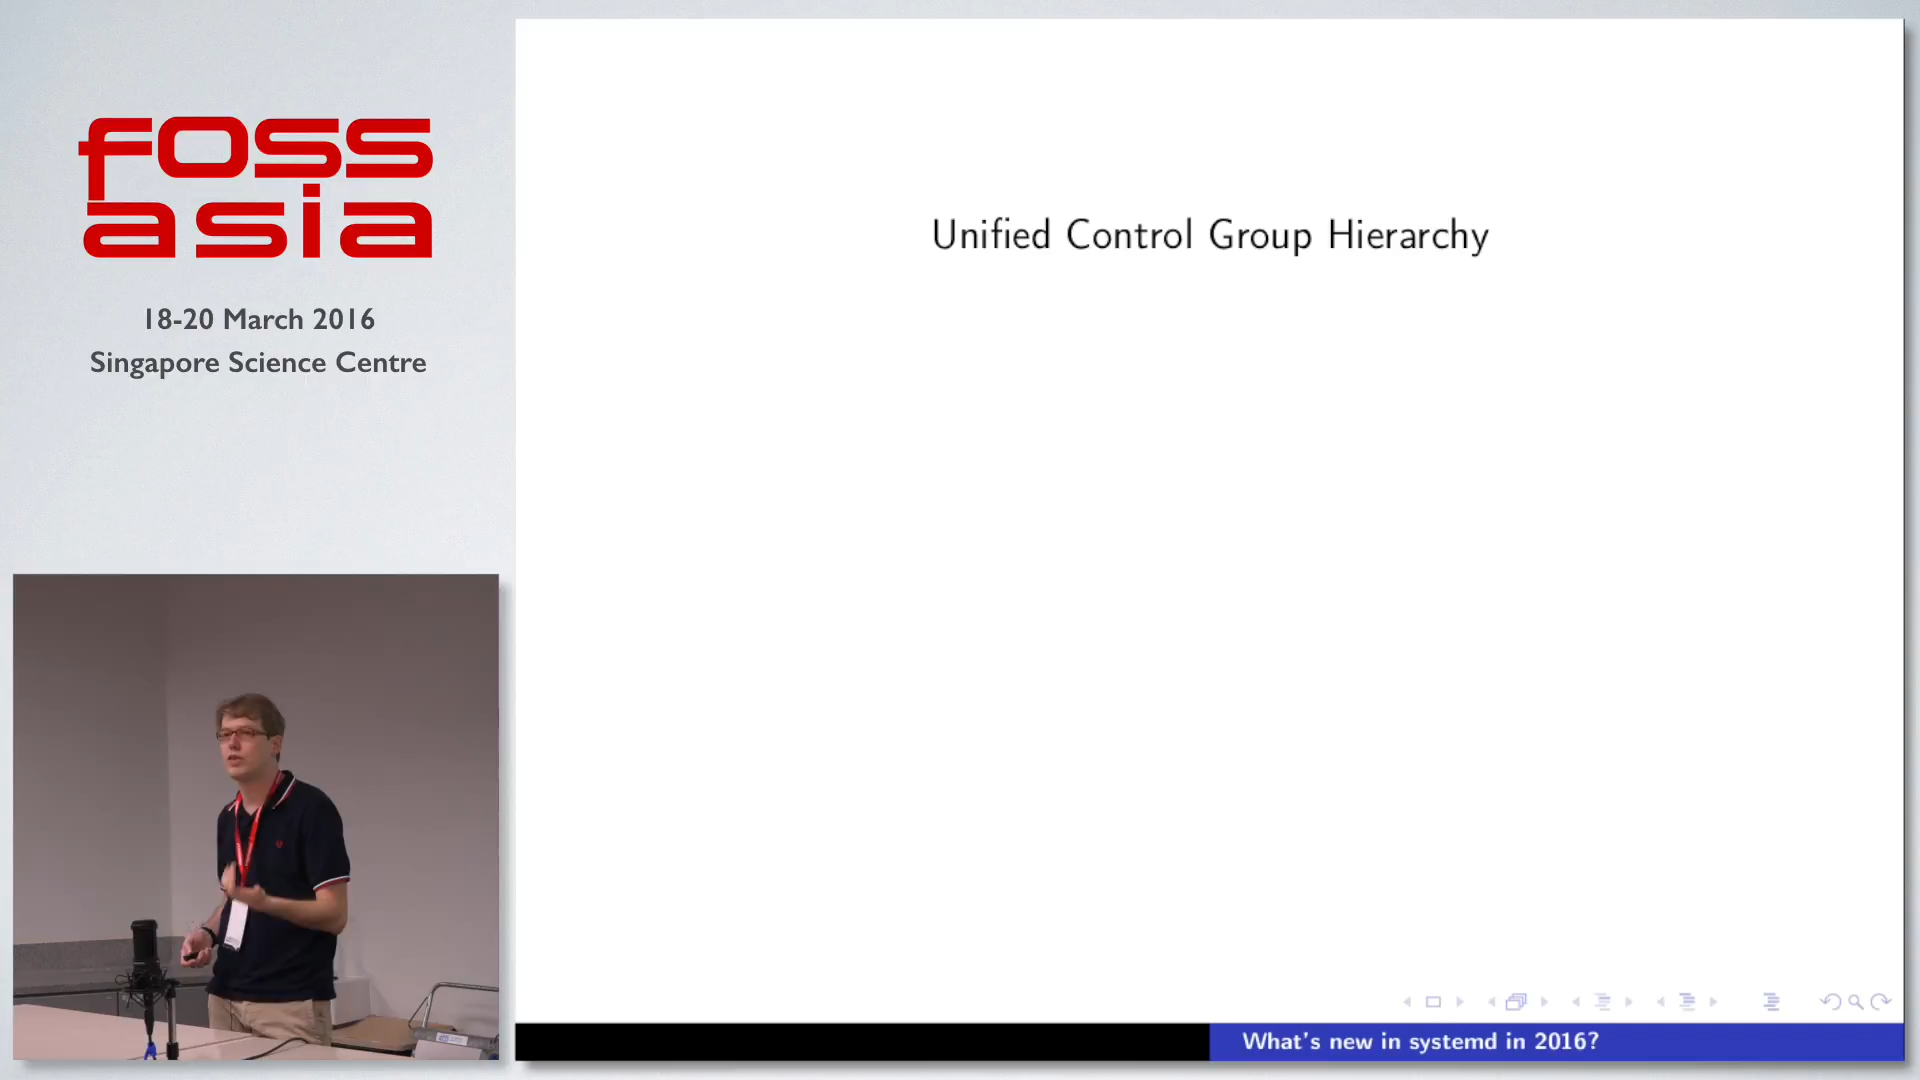 foss
asia
18-20 March 2016
Singapore Science Centre
Unified Control Group Hierarchy
What's new in systemd in 2016?